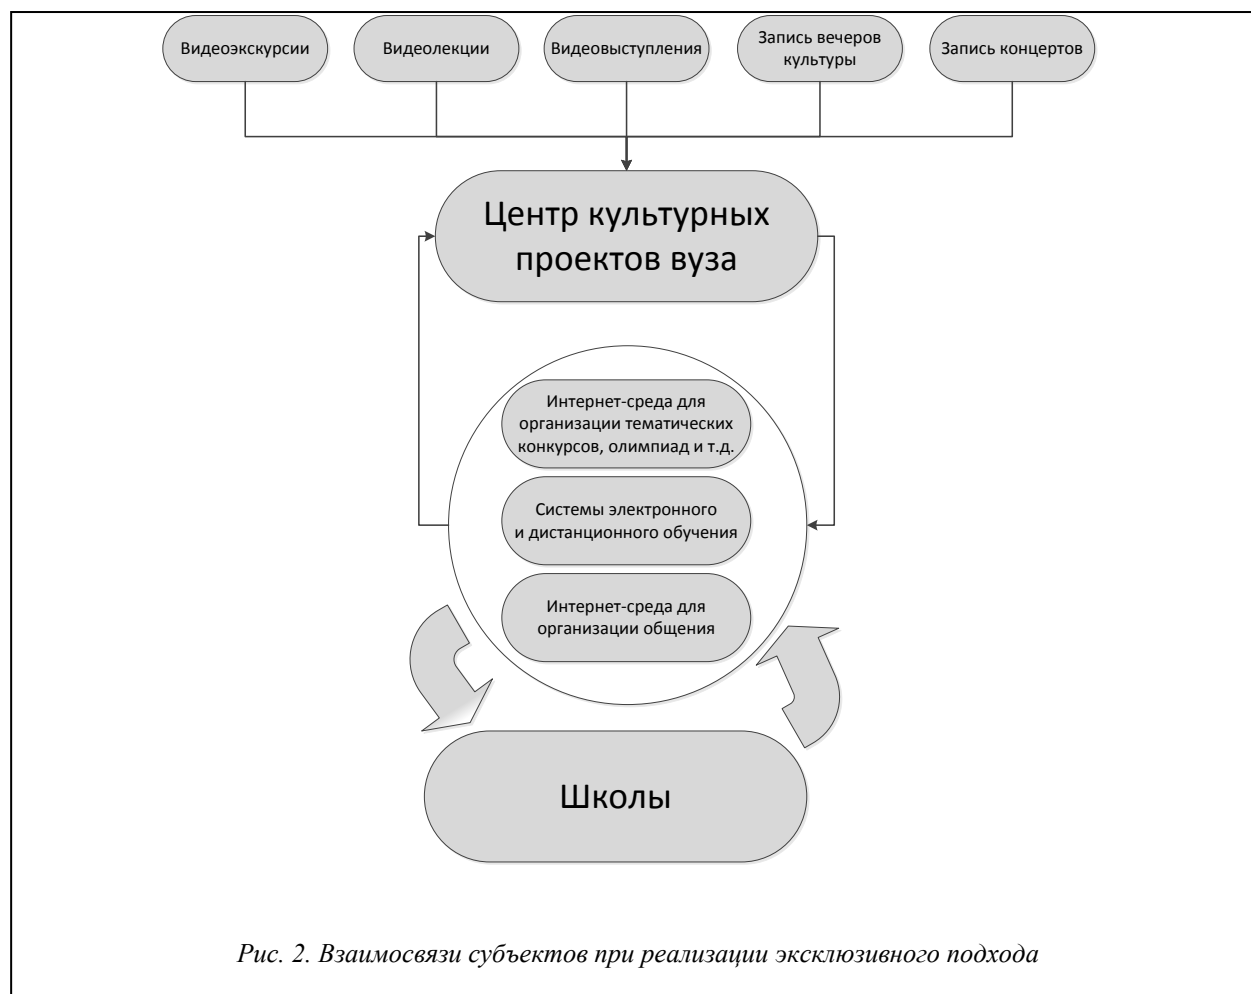 Видеоэкскурсии
Видеолекции
Видеовыступления
Запись вечеров
культуры
Запись концертов
Центр культурных
проектов вуза
Интернет-среда для
организации тематических
конкурсов, олимпиад и т.д.
Системы электронного
и дистанционного обучения
Интернет-среда для
организации общения
Школы
Рис. 2. Взаимосвязи субъектов при реализации эксклюзивного подхода